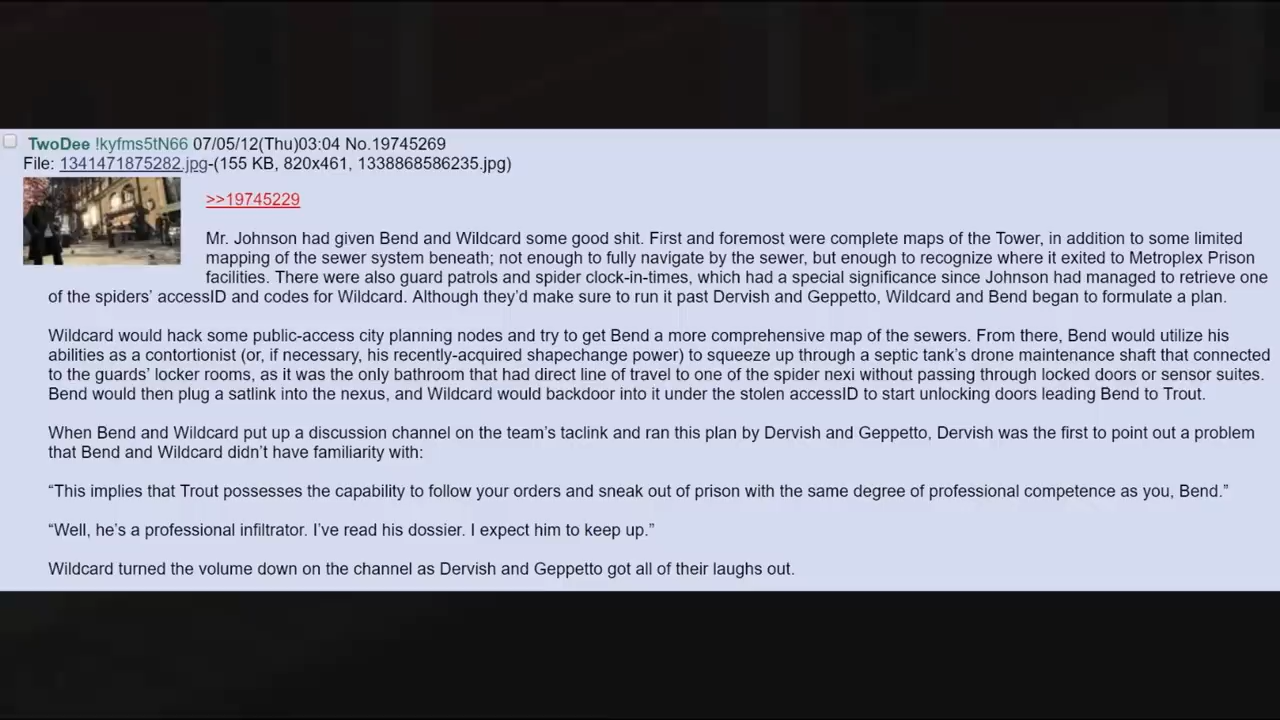 TwoDee !kyfms5tN66 07/05/12(Thu)03:04 No.19745269
File: 1341471875282.jpg-(155 KB, 820x461, 1338868586235.jpg)
>>19745229
Mr. Johnson had given Bend and Wildcard some good shit. First and foremost were complete maps of the Tower, in addition to some limited
mapping of the sewer system beneath; not enough to fully navigate by the sewer, but enough to recognize where it exited to Metroplex Prison
facilities. There were also guard patrols and spider clock-in-times, which had a special significance since Johnson had managed to retrieve one
of the spiders’ accessID and codes for Wildcard. Although they’d make sure to run it past Dervish and Geppetto, Wildcard and Bend began to formulate a plan.
Wildcard would hack some public-access city planning nodes and try to get Bend a more comprehensive map of the sewers. From there, Bend would utilize his
abilities as a contortionist (or, if necessary, his recently-acquired shapechange power) to squeeze up through a septic tank’s drone maintenance shaft that connected
to the guards’ locker rooms, as it was the only bathroom that had direct line of travel to one of the spider nexi without passing through locked doors or sensor suites.
Bend would then plug a satlink into the nexus, and Wildcard would backdoor into it under the stolen accessID to start unlocking doors leading Bend to Trout.
When Bend and Wildcard put up a discussion channel on the team’s taclink and ran this plan by Dervish and Geppetto, Dervish was the first to point out a problem
that Bend and Wildcard didn’t have familiarity with:
“This implies that Trout possesses the capability to follow your orders and sneak out of prison with the same degree of professional competence as you, Bend.”
“Well, he’s a professional infiltrator. I’ve read his dossier. I expect him to keep up.”
Wildcard turned the volume down on the channel as Dervish and Geppetto got all of their laughs out.